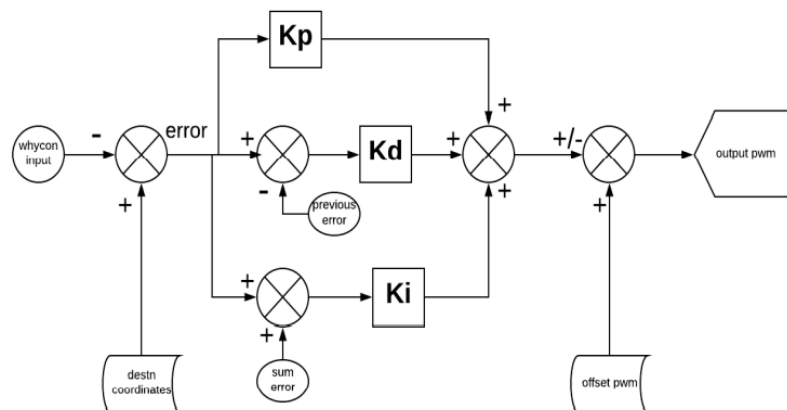 Kp
+
whycon
input
-
error
+
+
-
Kd
+
+
+/-
+
output pwm
previous
error
+
+
Ki
destn
coordinates
sum
error
offset pwm